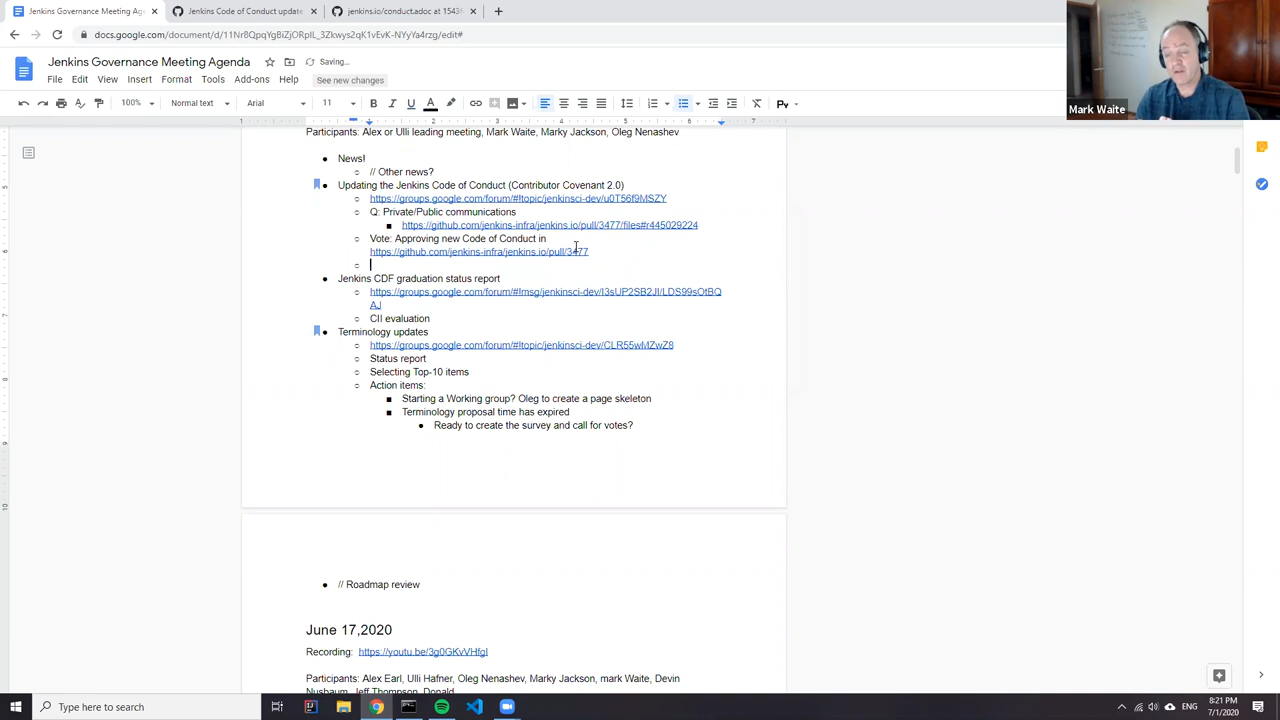 Jenkins Governance Meeting Age
Jenkins Code of Conduct update
jenkins.io/conduct.adoc at 1543
docs.google.com/document/d/11Nr8QpqYgBiZjORpIL_3Zkwys2qK1vEvK-NYyYa4rzg/edit#
Jenkins Governance Meeting Agenda
Saving...
File Edit View Insert Format Tools Add-ons Help
See new changes
100% Normal text Arial 11
Mark Waite
Participants: Alex or Ulli leading meeting, Mark Waite, Marky Jackson, Oleg Nenashev
News!
// Other news?
Updating the Jenkins Code of Conduct (Contributor Covenant 2.0)
https://groups.google.com/forum/#!topic/jenkinsci-dev/u0T56f9MSZY
Q: Private/Public communications
https://github.com/jenkins-infra/jenkins.io/pull/3477/files#r445029224
Vote: Approving new Code of Conduct in
https://github.com/jenkins-infra/jenkins.io/pull/3477
Jenkins CDF graduation status report
https://groups.google.com/forum/#!msg/jenkinsci-dev/I3sUP2SB2JI/LDS99sOtBQ
AJ
CII evaluation
Terminology updates
https://groups.google.com/forum/#!topic/jenkinsci-dev/CLR55wMZwZ8
Status report
Selecting Top-10 items
Action items:
Starting a Working group? Oleg to create a page skeleton
Terminology proposal time has expired
Ready to create the survey and call for votes?
// Roadmap review
June 17,2020
Recording: https://youtu.be/3g0GKvVHfgI
Participants: Alex Earl, Ulli Hafner, Oleg Nenashev, Marky Jackson, mark Waite, Devin
Nusbaum, Jeff Thompson, Donald
Type here to search
ENG
8:21 PM
7/1/2020